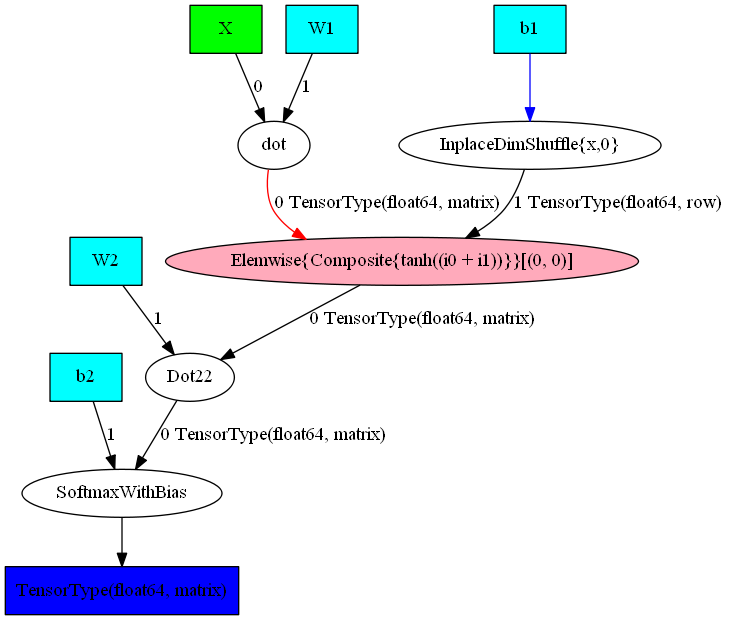 X
W1
b1
0
1
dot
InplaceDimShuffle{x,0}
0 TensorType(float64, matrix)
1 TensorType(float64, row)
W2
Elemwise{Composite{tanh((i0 + i1))}}[(0, 0)]
1
0 TensorType(float64, matrix)
b2
Dot22
1
0 TensorType(float64, matrix)
SoftmaxWithBias
TensorType(float64, matrix)